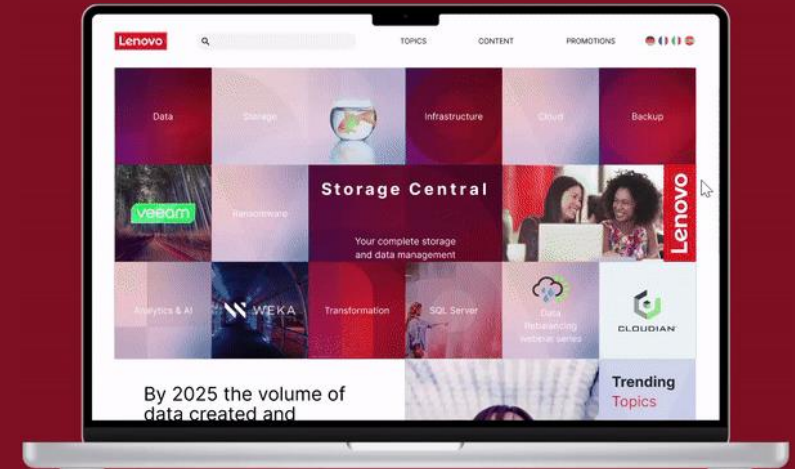 Lenovo
TOPICS
CONTENT
PROMOTIONS
Data
Storage
Infrastructure
Cloud
Backup
veeam
Ransomware
Storage Central
Your complete storage
and data management
Lenovo
Analytics & AI
WEKA
Transformation
SQL Server
Data
Rebalancing
webinar series
CLOUDIAN
By 2025 the volume of
data created and
Trending
Topics